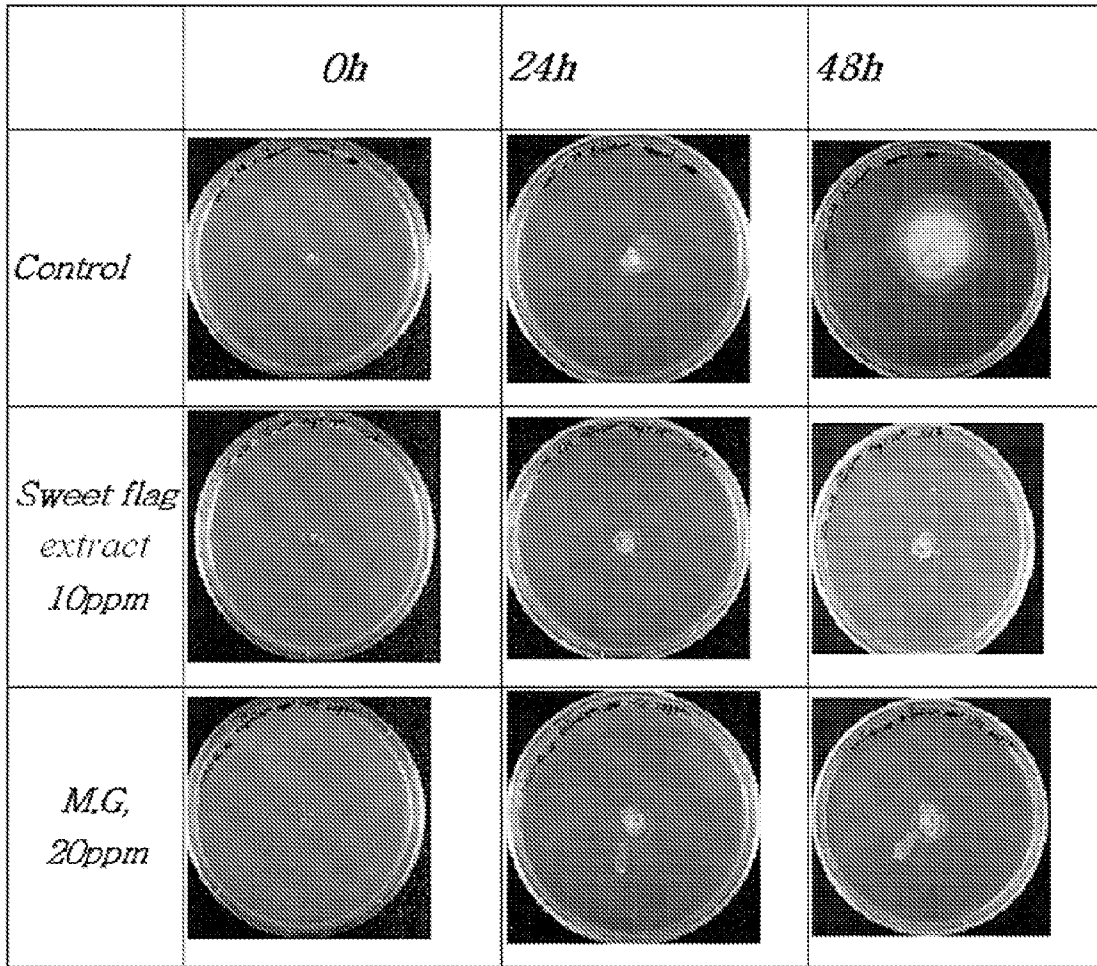 0h
24h
48h
Control
Sweet flag
extract
10ppm
M.G,
20ppm